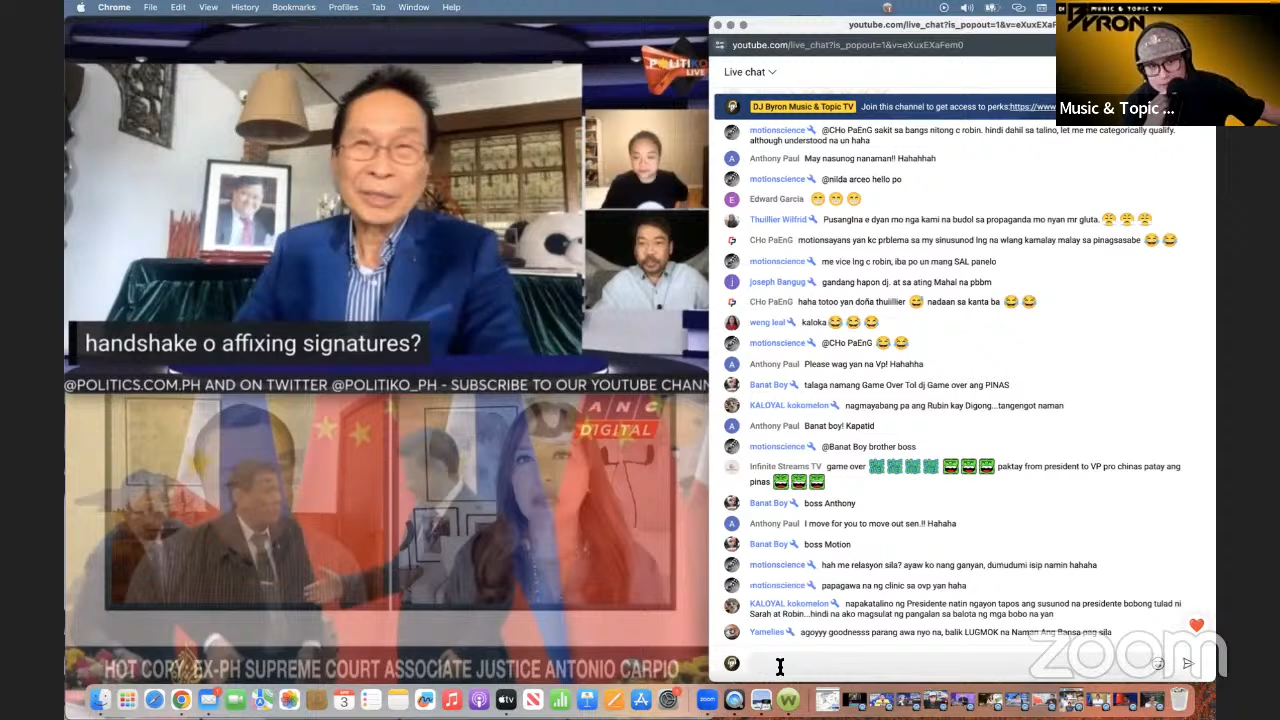 Chrome File Edit View History Bookmarks Profiles Tab Window Help
POLITIKO
LIVE
youtube.com/live_chat?is_popout=1&v=eXuxEXaF
youtube.com/live_chat?is_popout=1&v=eXuxEXaFem0
MUSIC & TOPIC TV
BYRON
Music & Topic ...
Live chat
DJ Byron Music & Topic TV Join this channel to get access to perks:https://www
motionscience @CHo PaEnG sakit sa bangs nitong c robin. hindi dahil sa talino, let me me categorically qualify.
although understood na un haha
Anthony Paul May nasunog nanaman!! Hahahhah
motionscience @nilda arceo hello po
Edward Garcia 😁😁😁
Thuillier Wilfrid PusangIna e dyan mo nga kami na budol sa propaganda mo nyan mr gluta. 😤😤😤
CHo PaEnG motionsayans yan kc prblema sa my sinusunod lng na wlang kamalay malay sa pinagsasabe 😂😂
motionscience me vice lng c robin, iba po un mang SAL panelo
joseph Bangug gandang hapon dj. at sa ating Mahal na pbbm
CHo PaEnG haha totoo yan doña thuiillier 😅 nadaan sa kanta ba 😂😂
weng leal kaloka😂😂😂
motionscience @CHo PaEnG 😂😂
Anthony Paul Please wag yan na Vp! Hahahha
Banat Boy talaga namang Game Over Tol dj Game over ang PINAS
KALOYAL kokomelon nagmayabang pa ang Rubin kay Digong...tangengot naman
Anthony Paul Banat boy! Kapatid
motionscience @Banat Boy brother boss
Infinite Streams TV game over paktay from president to VP pro chinas patay ang
pinas
Banat Boy boss Anthony
Anthony Paul I move for you to move out sen.!! Hahaha
Banat Boy boss Motion
motionscience hah me relasyon sila? ayaw ko nang ganyan, dumudumi isip namin hahaha
motionscience papagawa na ng clinic sa ovp yan haha
KALOYAL kokomelon napakatalino ng Presidente natin ngayon tapos ang susunod na presidente bobong tulad ni
Sarah at Robin...hindi na ako magsulat ng pangalan sa balota ng mga bobo na yan
Yamelies agoyyy goodnesss parang awa nyo na, balik LUGMOK na Naman Ang Bansa pag sila
handshake o affixing signatures?
@POLITICS.COM.PH AND ON TWITTER @POLITIKO_PH - SUBSCRIBE TO OUR YOUTUBE CHANN
ANC
DIGITAL
HOT CORY, EX-PH SUPREME COURT ASSOCIATE JUSTICE ANTONIO CARPIO
zoom